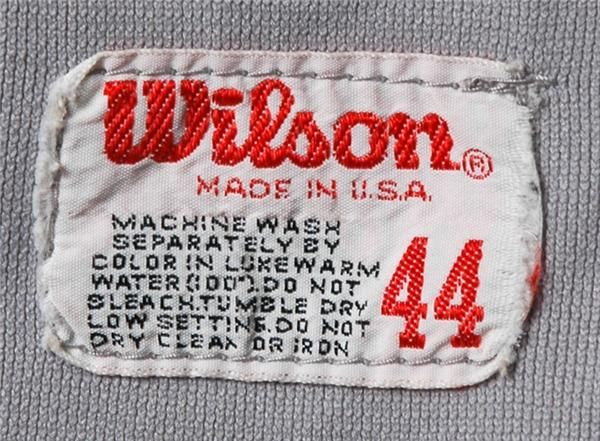 Wilson®
MADE IN U.S.A.
MACHINE WASH
SEPARATELY BY
COLOR IN LUKEWARM
WATER(100°).DO NOT
BLEACH.TUMBLE DRY
LOW SETTING.DO NOT
DRY CLEAN OR IRON
44